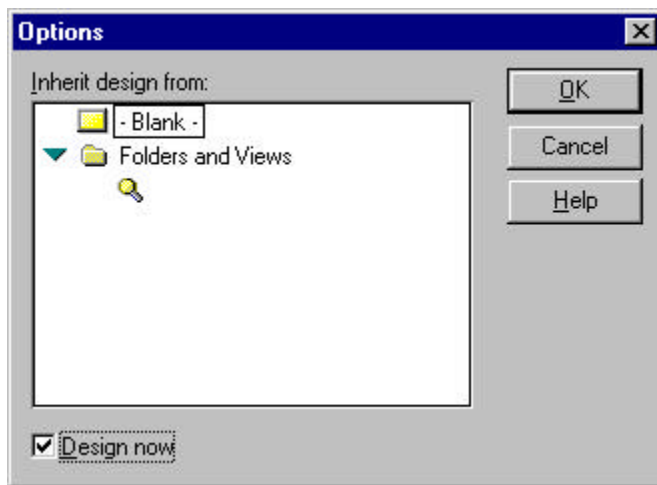 Options
Inherit design from:
OK
- Blank -
Cancel
Folders and Views
Help
Design now